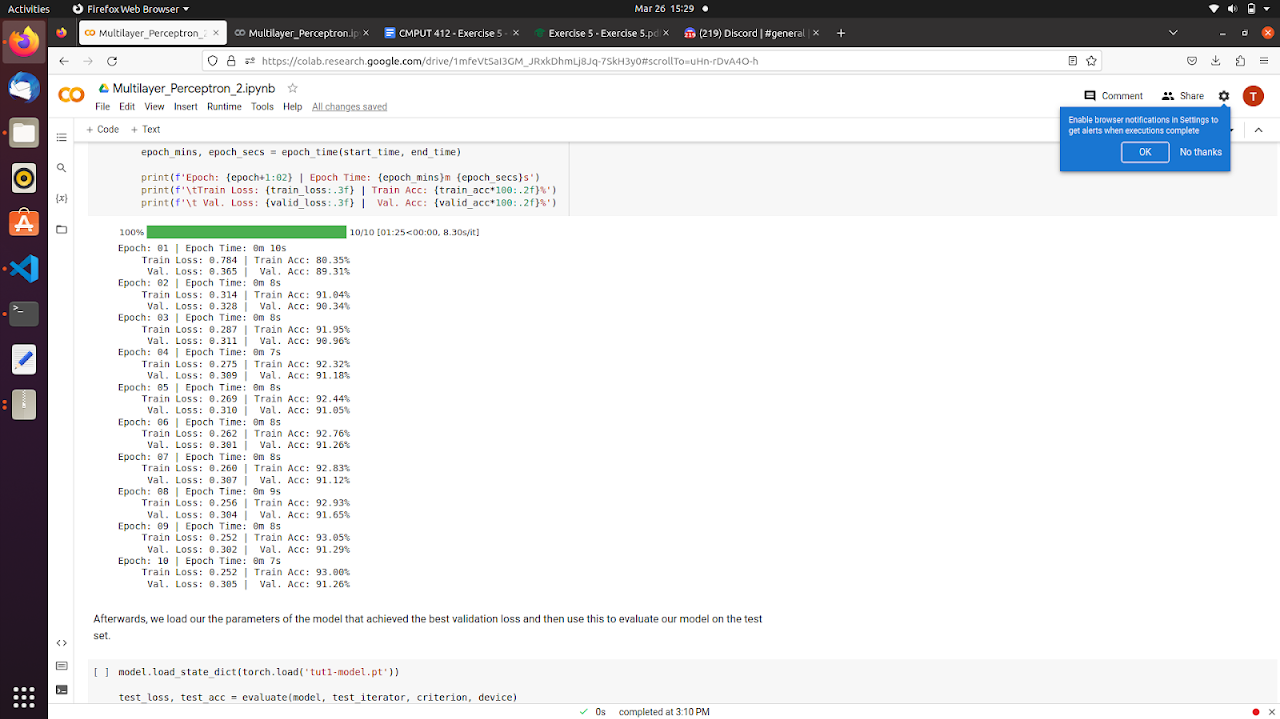 Activities
Firefox Web Browser
Mar 26 15:29
Multilayer_Perceptron_2
Multilayer_Perceptron.ip
CMPUT 412 - Exercise 5 -
Exercise 5 - Exercise 5.pd
(219) Discord | #general
https://colab.research.google.com/drive/1mfeVtSaI3GM_JRxkDhmLj8Jq-7SkH3y0#scrollTo=uHn-rDvA4O-h
Multilayer_Perceptron_2.ipynb
File Edit View Insert Runtime Tools Help All changes saved
Comment
Share
T
+ Code + Text
Enable browser notifications in Settings to
get alerts when executions complete
OK No thanks
epoch_mins, epoch_secs = epoch_time(start_time, end_time)
print(f'Epoch: {epoch+1:02} | Epoch Time: {epoch_mins}m {epoch_secs}s')
print(f'\tTrain Loss: {train_loss:.3f} | Train Acc: {train_acc*100:.2f}%')
print(f'\t Val. Loss: {valid_loss:.3f} |  Val. Acc: {valid_acc*100:.2f}%')
100% 10/10 [01:25<00:00, 8.30s/it]
Epoch: 01 | Epoch Time: 0m 10s
Train Loss: 0.784 | Train Acc: 80.35%
Val. Loss: 0.365 |  Val. Acc: 89.31%
Epoch: 02 | Epoch Time: 0m 8s
Train Loss: 0.314 | Train Acc: 91.04%
Val. Loss: 0.328 |  Val. Acc: 90.34%
Epoch: 03 | Epoch Time: 0m 8s
Train Loss: 0.287 | Train Acc: 91.95%
Val. Loss: 0.311 |  Val. Acc: 90.96%
Epoch: 04 | Epoch Time: 0m 7s
Train Loss: 0.275 | Train Acc: 92.32%
Val. Loss: 0.309 |  Val. Acc: 91.18%
Epoch: 05 | Epoch Time: 0m 8s
Train Loss: 0.269 | Train Acc: 92.44%
Val. Loss: 0.310 |  Val. Acc: 91.05%
Epoch: 06 | Epoch Time: 0m 8s
Train Loss: 0.262 | Train Acc: 92.76%
Val. Loss: 0.301 |  Val. Acc: 91.26%
Epoch: 07 | Epoch Time: 0m 8s
Train Loss: 0.260 | Train Acc: 92.83%
Val. Loss: 0.307 |  Val. Acc: 91.12%
Epoch: 08 | Epoch Time: 0m 9s
Train Loss: 0.256 | Train Acc: 92.93%
Val. Loss: 0.304 |  Val. Acc: 91.65%
Epoch: 09 | Epoch Time: 0m 8s
Train Loss: 0.252 | Train Acc: 93.05%
Val. Loss: 0.302 |  Val. Acc: 91.29%
Epoch: 10 | Epoch Time: 0m 7s
Train Loss: 0.252 | Train Acc: 93.00%
Val. Loss: 0.305 |  Val. Acc: 91.26%
Afterwards, we load our the parameters of the model that achieved the best validation loss and then use this to evaluate our model on the test
set.
[ ] model.load_state_dict(torch.load('tut1-model.pt'))
test_loss, test_acc = evaluate(model, test_iterator, criterion, device)
0s completed at 3:10 PM